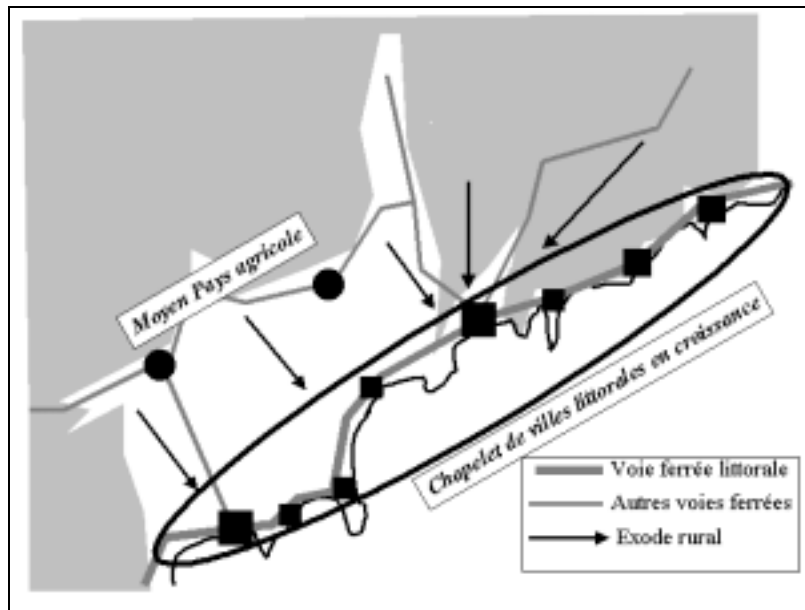 Moyen Pays agricole
Chapelet de villes littorales en croissance
Voie ferrée littorale
Autres voies ferrées
Exode rural